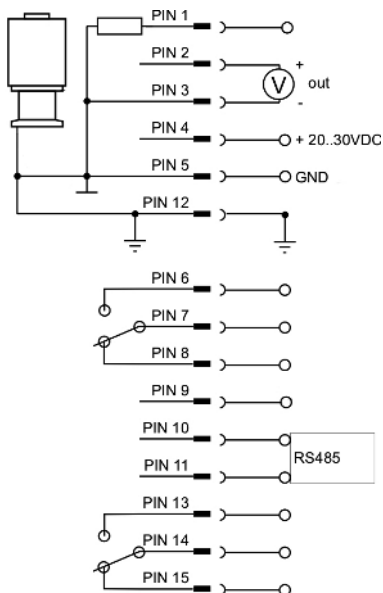 PIN 1
PIN 2
+
V
out
PIN 3
-
PIN 4
+ 20..30VDC
PIN 5
GND
PIN 12
PIN 6
PIN 7
PIN 8
PIN 9
PIN 10
RS485
PIN 11
PIN 13
PIN 14
PIN 15